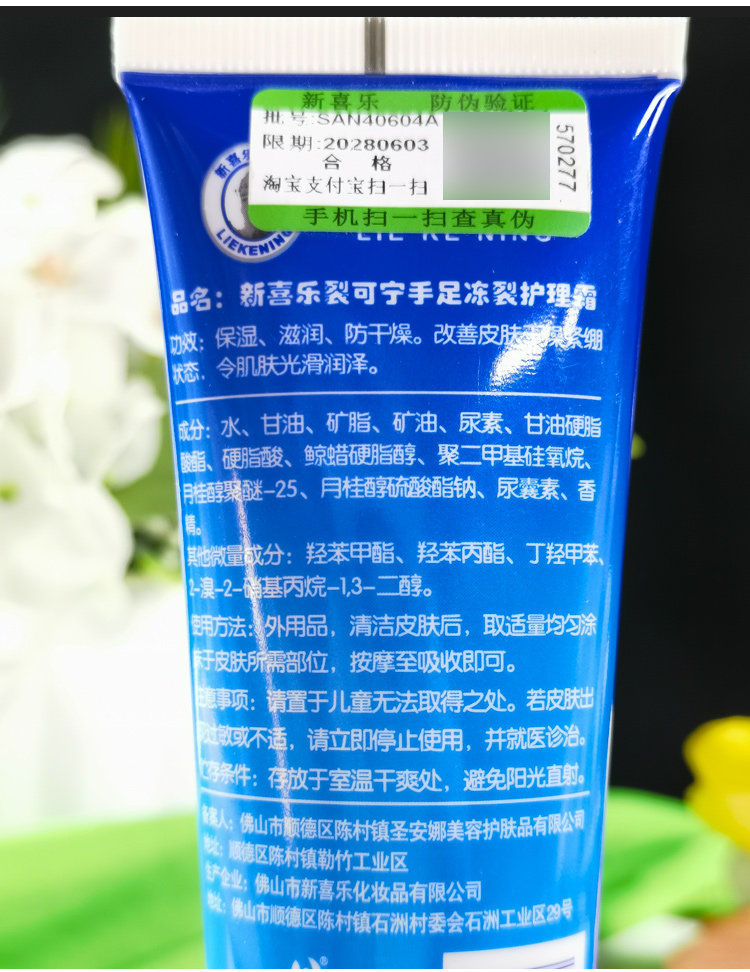 新喜乐 防伪验证
批号:SAN40604A
限期:20280603
合格
淘宝支付宝扫一扫
570277
手机扫一扫查真伪
新喜乐
LIEKENING
LIE KE NING
品名：新喜乐裂可宁手足冻裂护理霜
功效：保湿、滋润、防干燥。改善皮肤干燥紧绷
状态，令肌肤光滑润泽。
成分：水、甘油、矿脂、矿油、尿素、甘油硬脂
酸酯、硬脂酸、鲸蜡硬脂醇、聚二甲基硅氧烷、
月桂醇聚醚-25、月桂醇硫酸酯钠、尿囊素、香
精。
其他微量成分：羟苯甲酯、羟苯丙酯、丁羟甲苯、
2-溴-2-硝基丙烷-1,3-二醇。
使用方法：外用品，清洁皮肤后，取适量均匀涂
抹于皮肤所需部位，按摩至吸收即可。
注意事项：请置于儿童无法取得之处。若皮肤出
现过敏或不适，请立即停止使用，并就医诊治。
贮存条件：存放于室温干爽处，避免阳光直射。
备案人：佛山市顺德区陈村镇圣安娜美容护肤品有限公司
地址：顺德区陈村镇勒竹工业区
生产企业：佛山市新喜乐化妆品有限公司
地址：佛山市顺德区陈村镇石洲村委会石洲工业区29号